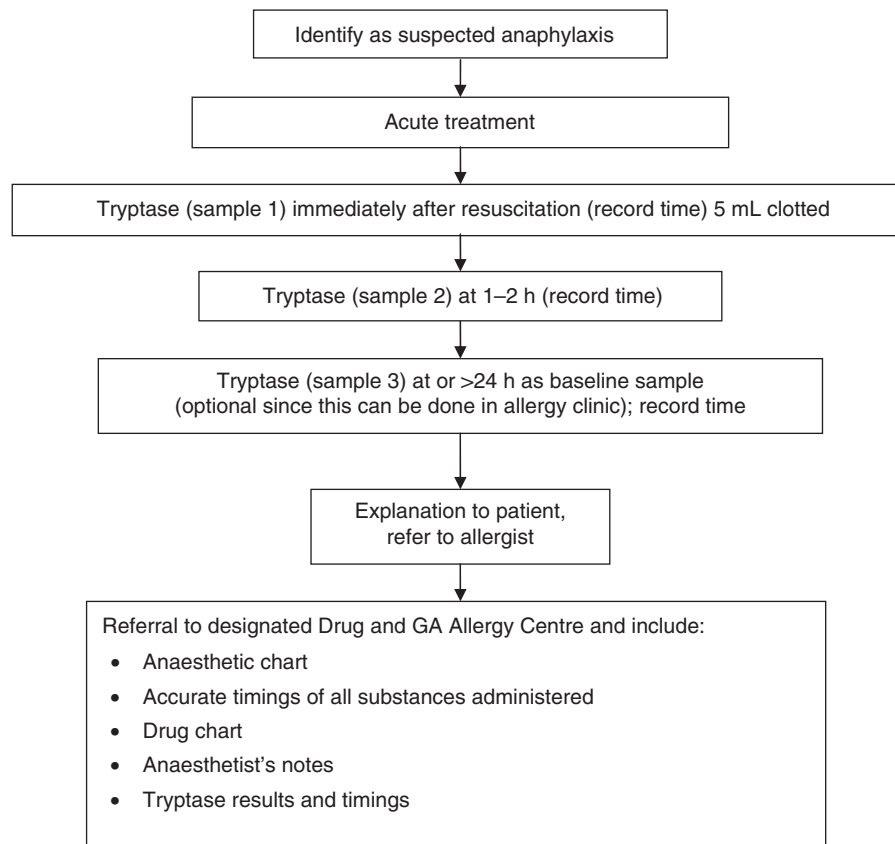 Identify as suspected anaphylaxis
Acute treatment
Tryptase (sample 1) immediately after resuscitation (record time) 5 mL clotted
Tryptase (sample 2) at 1–2 h (record time)
Tryptase (sample 3) at or >24 h as baseline sample
(optional since this can be done in allergy clinic); record time
Explanation to patient,
refer to allergist
Referral to designated Drug and GA Allergy Centre and include:
• Anaesthetic chart
• Accurate timings of all substances administered
• Drug chart
• Anaesthetist's notes
• Tryptase results and timings